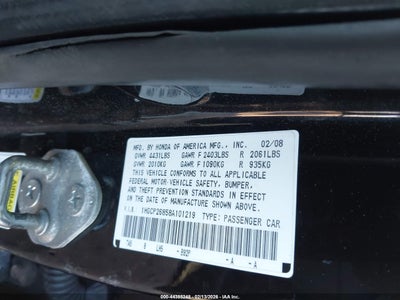 MFD. BY HONDA OF AMERICA MFG., INC. 02/08
GVWR 4431LBS GAWR F 2403LBS R 2061LBS
GVWR 2010KG GAWR F 1090KG R 935KG
THIS VEHICLE CONFORMS TO ALL APPLICABLE
FEDERAL MOTOR-VEHICLE SAFETY, BUMPER,
AND THEFT PREVENTION STANDARDS IN
EFFECT ON THE DATE OF MANUFACTURE
SHOWN ABOVE.
1HGCP26858A101219 TYPE: PASSENGER CAR
- A - A
© 44388248 - 02/13/2026 - IAA Inc.